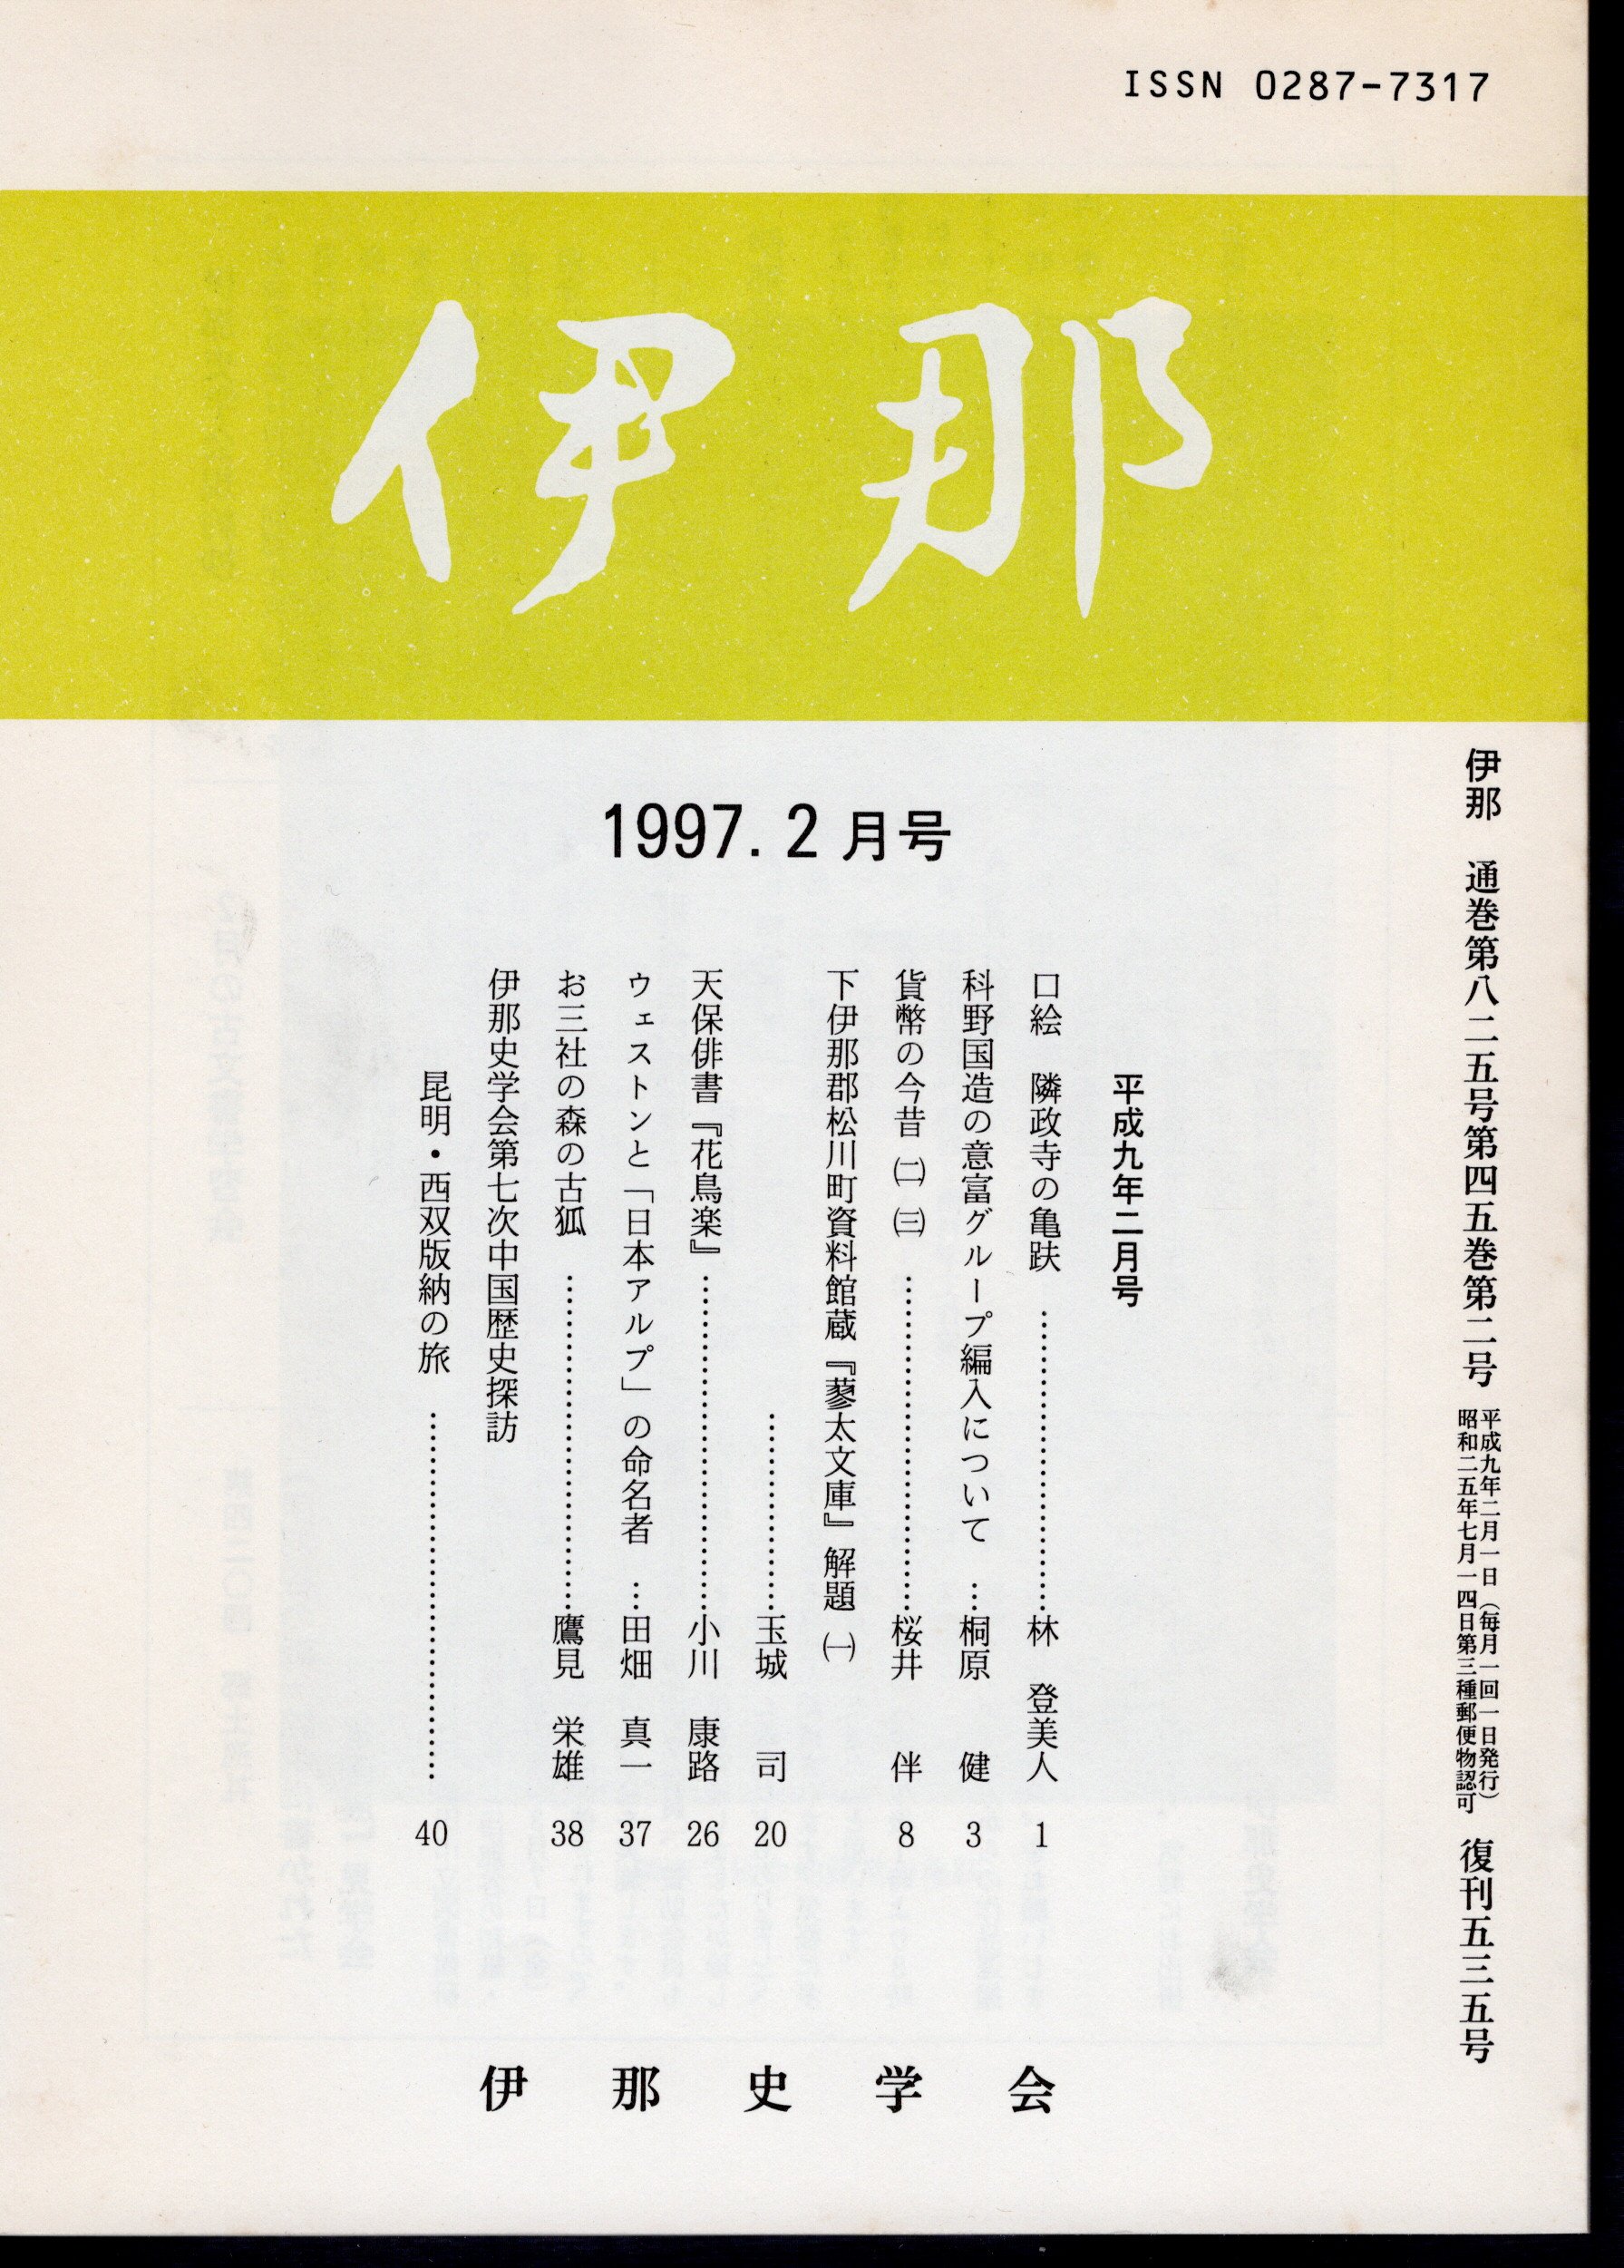 ISSN 0287-7317
伊那
1997.2月号
伊那 通巻第八二五号第四五巻第二号 平成九年二月一日(毎月一回一日発行) 昭和二五年七月一四日第三種郵便物認可 復刊五三五号
平成九年二月号
口絵 隣政寺の亀趺 …… 林 登美人 1
科野国造の意富グループ編入について … 桐原 健 3
貨幣の今昔 ㈡ ㈢ …… 桜井 伴 8
下伊那郡松川町資料館蔵『蓼太文庫』解題 ㈠
…… 玉城 司 20
天保俳書『花鳥楽』 …… 小川 康路 26
ウェストンと「日本アルプ」の命名者 … 田畑 真一 37
お三社の森の古狐 …… 鷹見 栄雄 38
伊那史学会第七次中国歴史探訪
昆明・西双版納の旅 …… 40
伊那史学会